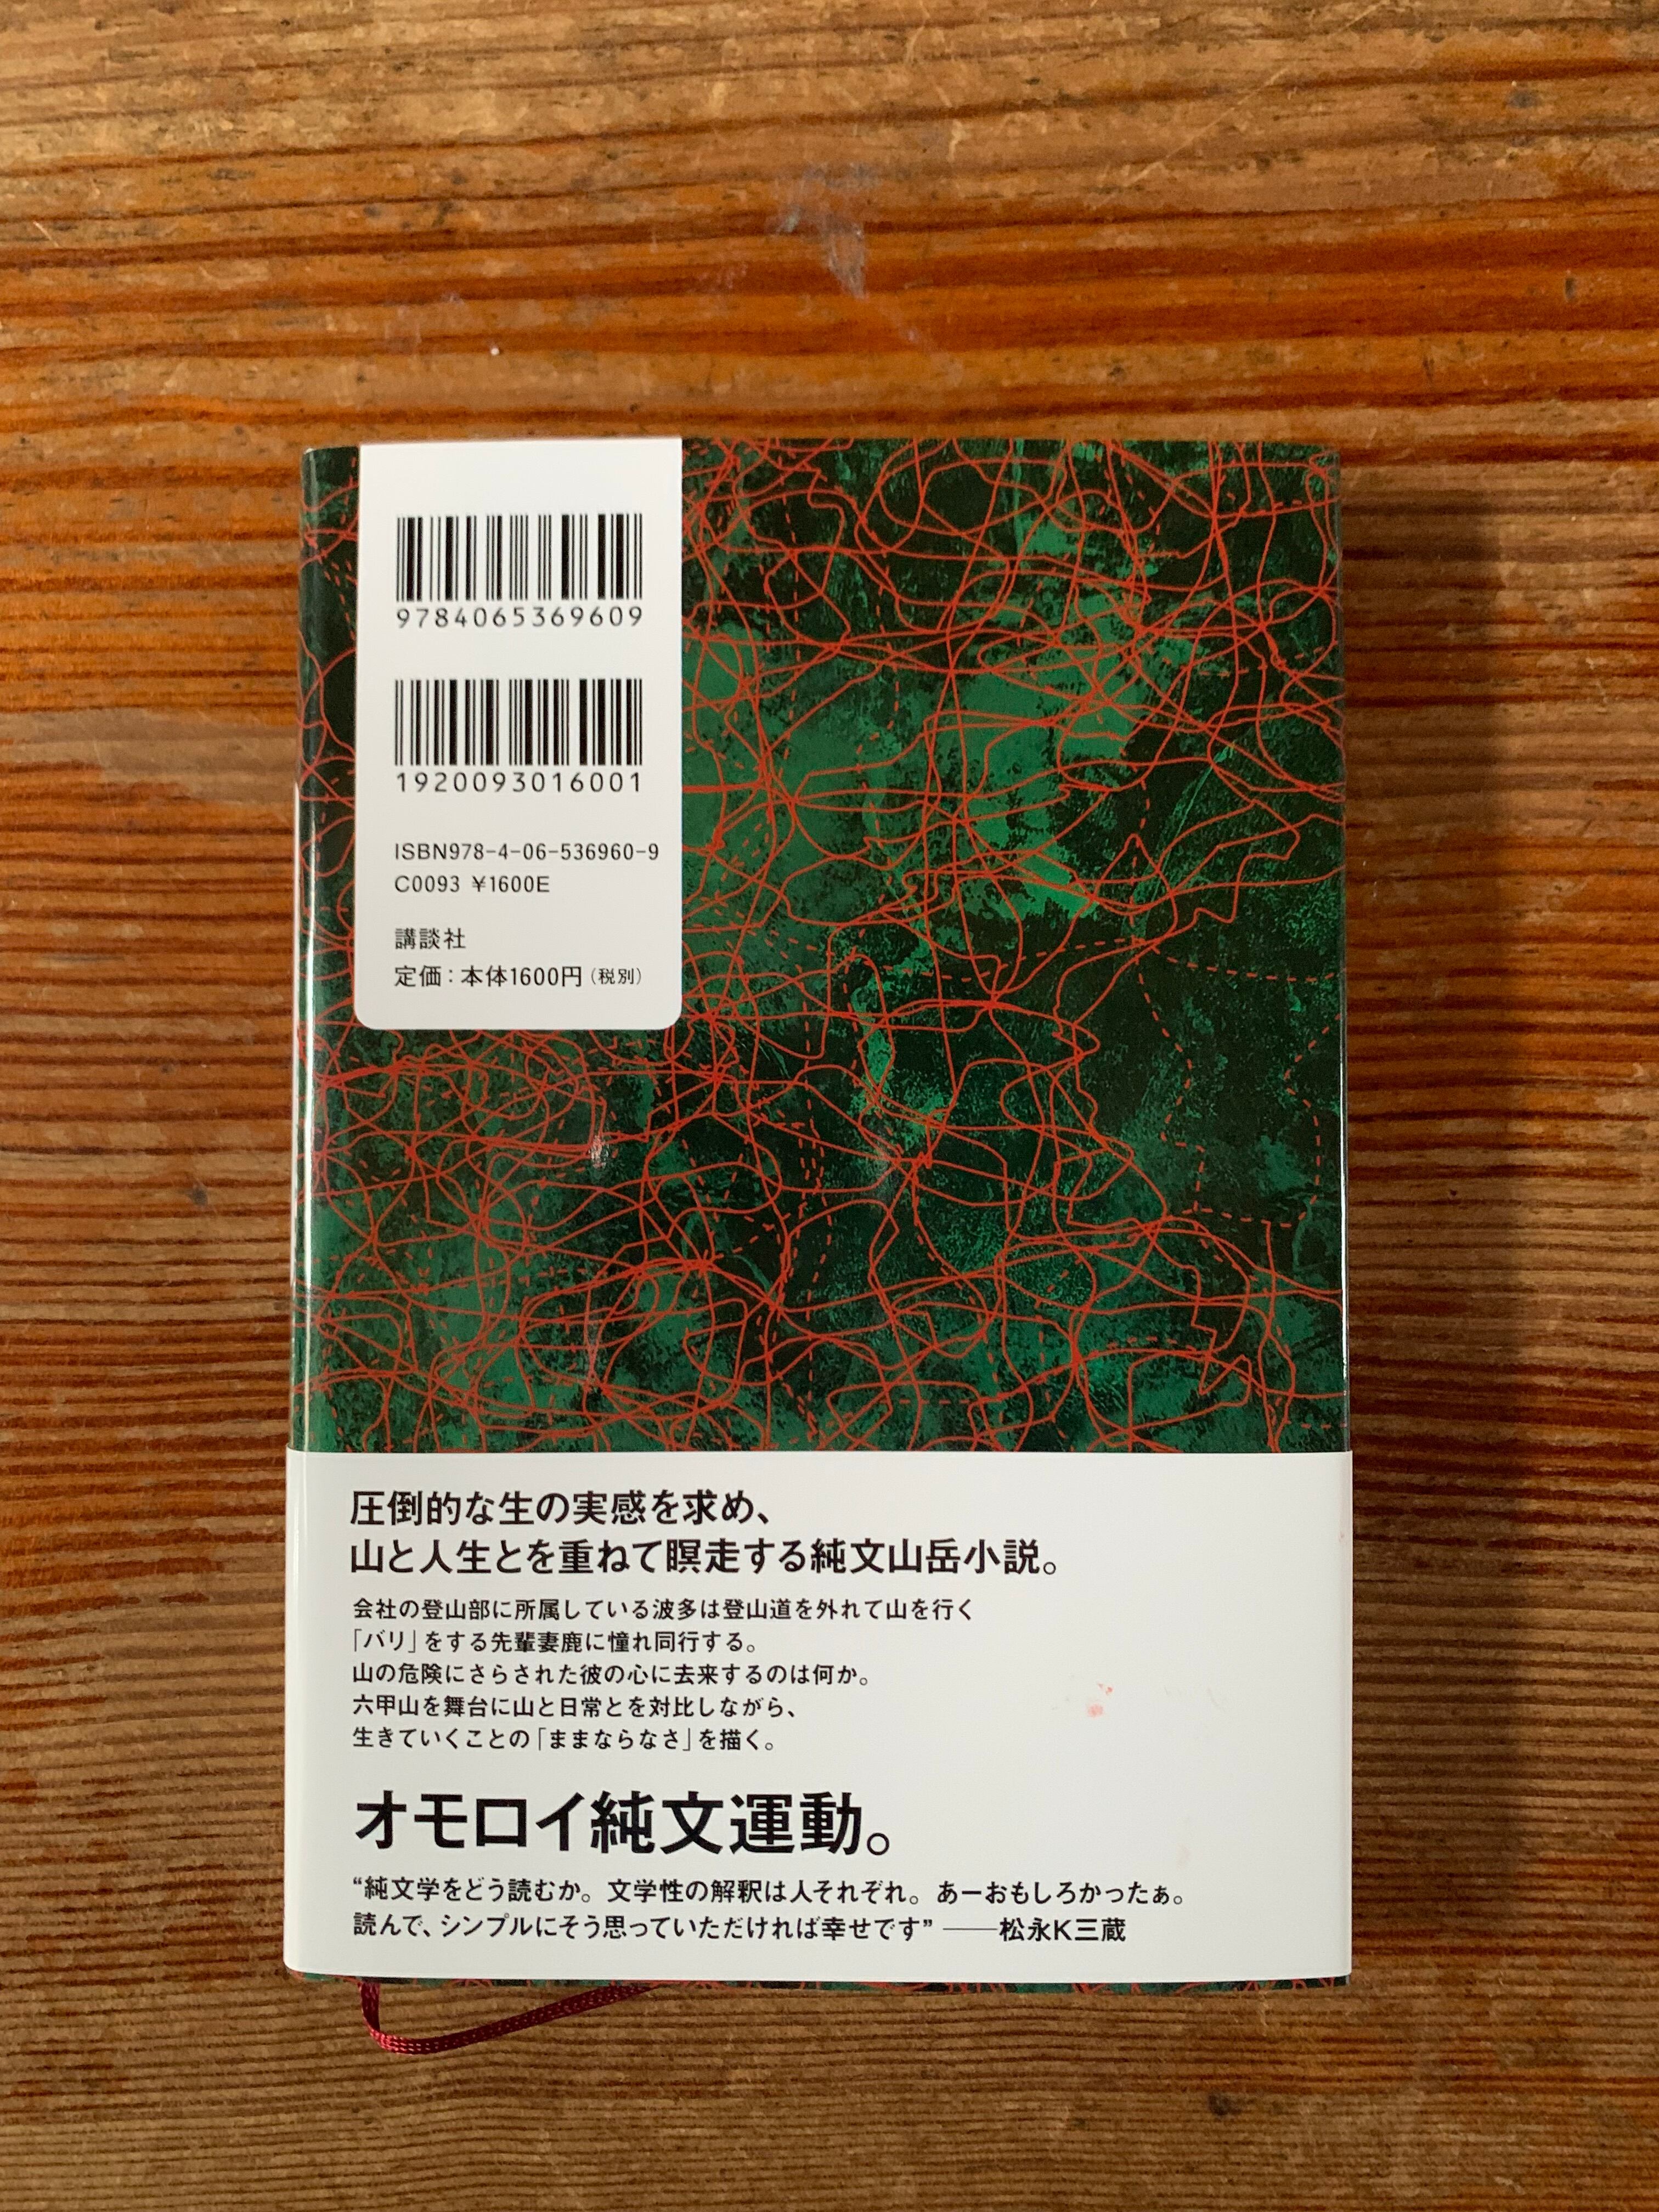 9784065369609
1920093016001
ISBN978-4-06-536960-9
C0093 ¥1600E
講談社
定価：本体1600円（税別）
圧倒的な生の実感を求め、
山と人生とを重ねて瞑走する純文山岳小説。
会社の登山部に所属している波多は登山道を外れて山を行く
「バリ」をする先輩妻鹿に憧れ同行する。
山の危険にさらされた彼の心に去来するのは何か。
六甲山を舞台に山と日常とを対比しながら、
生きていくことの「ままならなさ」を描く。
オモロイ純文運動。
“純文学をどう読むか。文学性の解釈は人それぞれ。あーおもしろかったぁ。
読んで、シンプルにそう思っていただければ幸せです” ——松永K三蔵